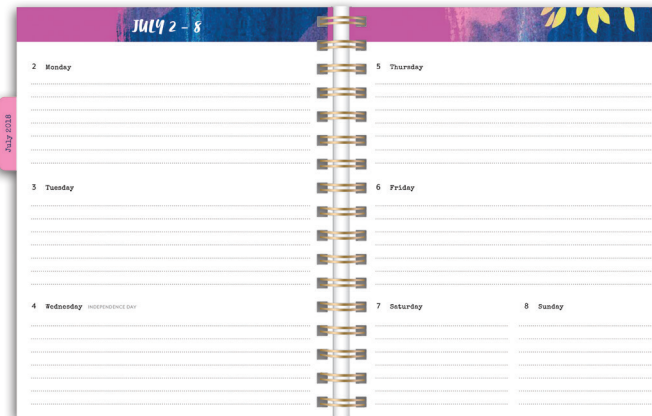 JULY 2 - 8
July 2018
2 Monday
3 Tuesday
4 Wednesday INDEPENDENCE DAY
5 Thursday
6 Friday
7 Saturday
8 Sunday